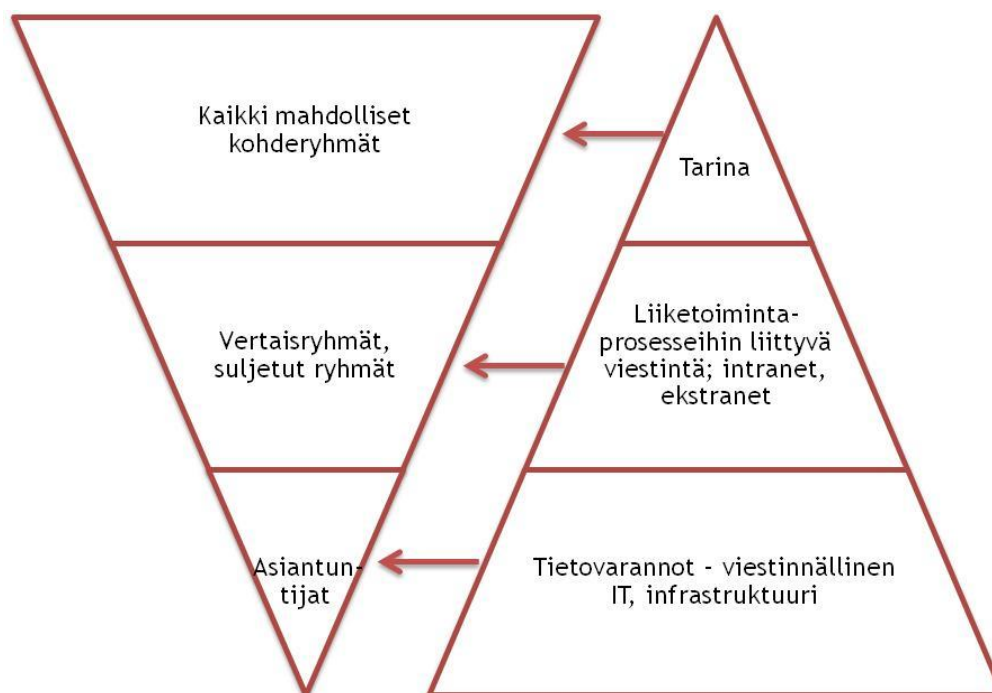 Kaikki mahdolliset
kohderyhmät
Tarina
Vertaisryhmät,
suljetut ryhmät
Liiketoiminta-
prosesseihin liittyvä
viestintä; intranet,
ekstranet
Asiantun-
tijat
Tietovarannot - viestinnällinen
IT, infrastruktuuri